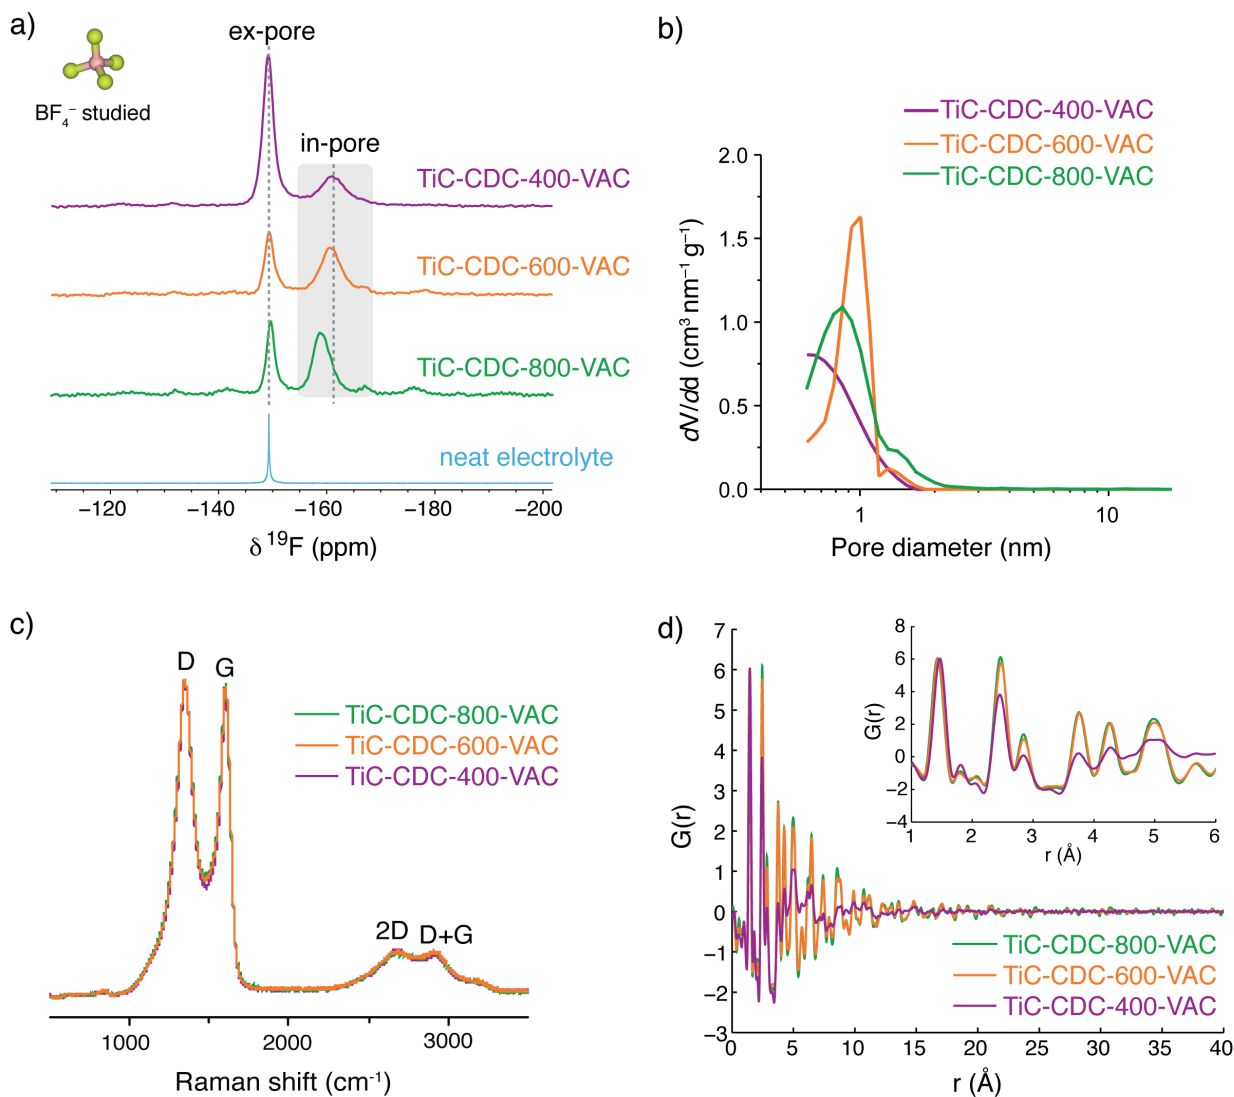 a)
ex-pore
BF₄⁻ studied
in-pore
TiC-CDC-400-VAC
TiC-CDC-600-VAC
TiC-CDC-800-VAC
neat electrolyte
−120 −140 −160 −180 −200
δ ¹⁹F (ppm)
b)
TiC-CDC-400-VAC
TiC-CDC-600-VAC
TiC-CDC-800-VAC
2.0
1.5
1.0
0.5
0.0
dV/dd (cm³ nm⁻¹ g⁻¹)
1 10
Pore diameter (nm)
c)
D
G
TiC-CDC-800-VAC
TiC-CDC-600-VAC
TiC-CDC-400-VAC
2D
D+G
1000 2000 3000
Raman shift (cm⁻¹)
d)
7
6
5
4
3
2
1
0
−1
−2
−3
G(r)
8
6
4
2
0
−2
−4
G(r)
1 2 3 4 5 6
r (Å)
TiC-CDC-800-VAC
TiC-CDC-600-VAC
TiC-CDC-400-VAC
0 5 10 15 20 25 30 35 40
r (Å)